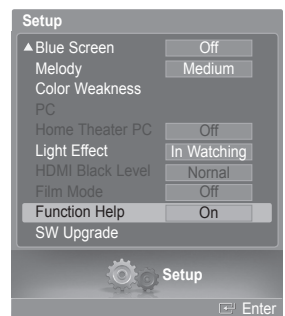 Setup
▲Blue Screen Off
Melody Medium
Color Weakness
PC
Home Theater PC Off
Light Effect In Watching
HDMI Black Level Nornal
Film Mode Off
Function Help On
SW Upgrade
Setup
Enter